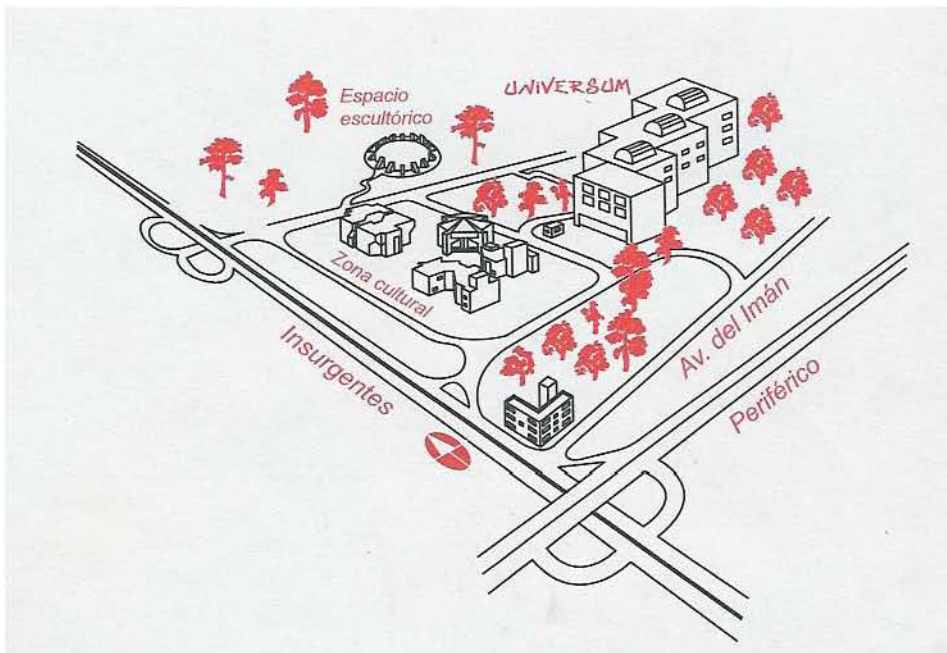 Espacio
escultórico
UNIVERSUM
Zona cultural
Insurgentes
Av. del Imán
Periférico